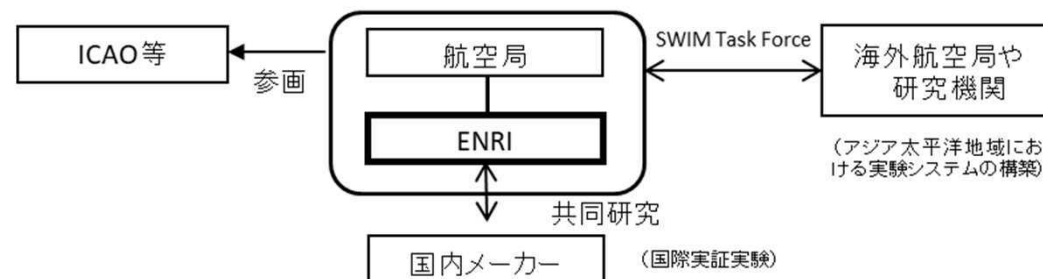 ICAO等
参画
航空局
ENRI
SWIM Task Force
海外航空局や
研究機関
(アジア太平洋地域にお
ける実験システムの構築)
共同研究
国内メーカー
(国際実証実験)